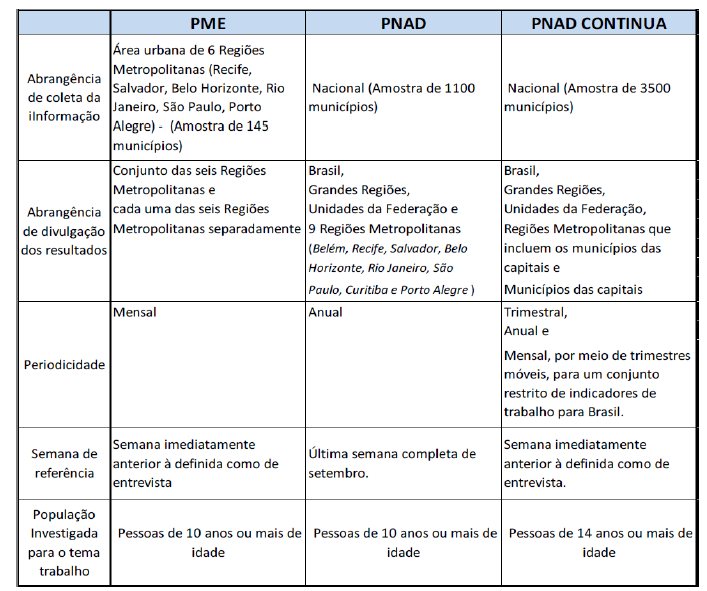 PME
PNAD
PNAD CONTINUA
Abrangência
de coleta da
iInformação
Área urbana de 6 Regiões
Metropolitanas (Recife,
Salvador, Belo Horizonte, Rio
Janeiro, São Paulo, Porto
Alegre) - (Amostra de 145
municípios)
Nacional (Amostra de 1100
municípios)
Nacional (Amostra de 3500
municípios)
Abrangência
de divulgação
dos resultados
Conjunto das seis Regiões
Metropolitanas e
cada uma das seis Regiões
Metropolitanas separadamente
Brasil,
Grandes Regiões,
Unidades da Federação e
9 Regiões Metropolitanas
(Belém, Recife, Salvador, Belo
Horizonte, Rio Janeiro, São
Paulo, Curitiba e Porto Alegre )
Brasil,
Grandes Regiões,
Unidades da Federação,
Regiões Metropolitanas que
incluem os municípios das
capitais e
Municípios das capitais
Periodicidade
Mensal
Anual
Trimestral,
Anual e
Mensal, por meio de trimestres
móveis, para um conjunto
restrito de indicadores de
trabalho para Brasil.
Semana de
referência
Semana imediatamente
anterior à definida como de
entrevista
Última semana completa de
setembro.
Semana imediatamente
anterior à definida como de
entrevista.
População
Investigada
para o tema
trabalho
Pessoas de 10 anos ou mais de
idade
Pessoas de 10 anos ou mais de
idade
Pessoas de 14 anos ou mais de
idade